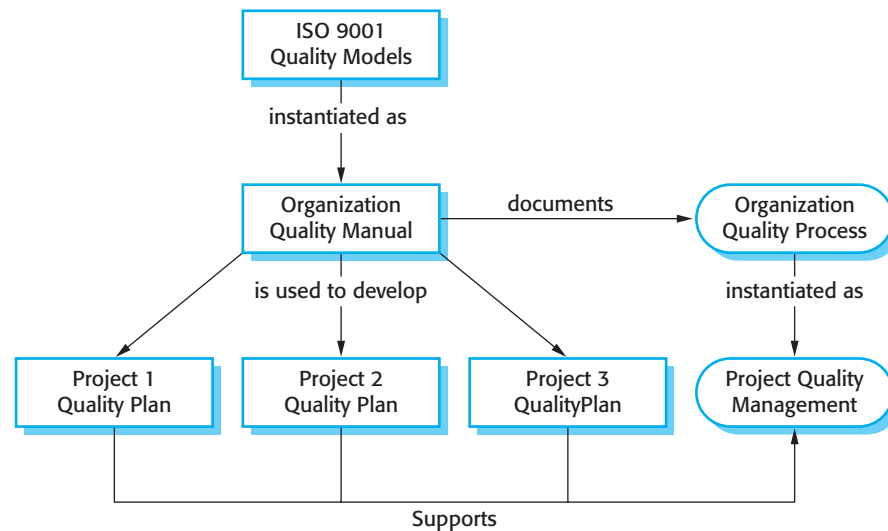 ISO 9001
Quality Models
instantiated as
Organization
Quality Manual
documents
Organization
Quality Process
is used to develop
instantiated as
Project 1
Quality Plan
Project 2
Quality Plan
Project 3
QualityPlan
Project Quality
Management
Supports